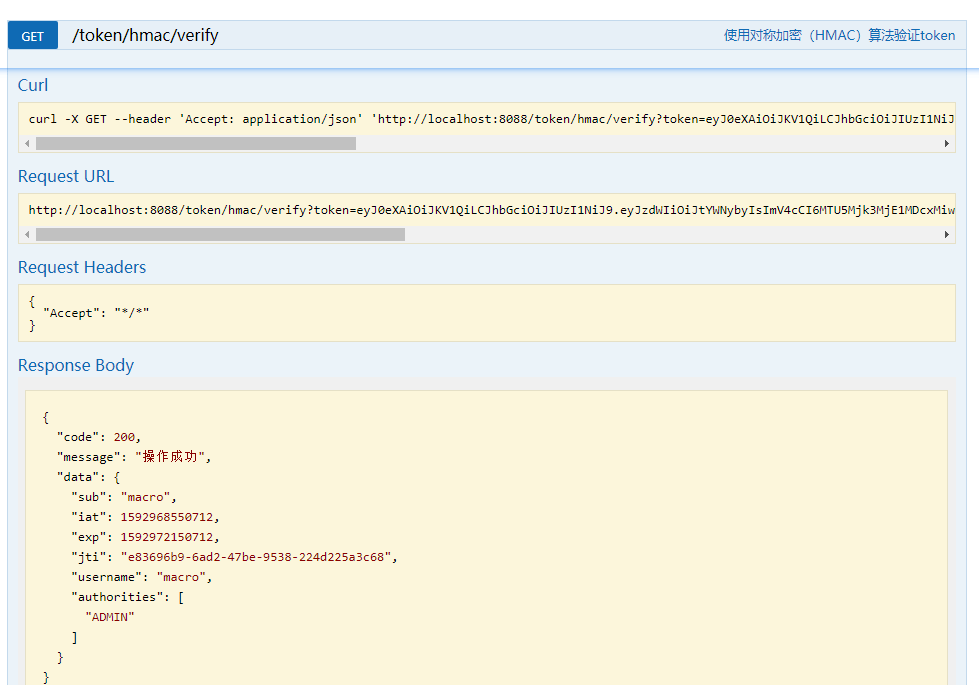 GET /token/hmac/verify 使用对称加密（HMAC）算法验证token
Curl
curl -X GET --header 'Accept: application/json' 'http://localhost:8088/token/hmac/verify?token=eyJ0eXAiOiJKV1QiLCJhbGciOiJIUzI1NiJ
Request URL
http://localhost:8088/token/hmac/verify?token=eyJ0eXAiOiJKV1QiLCJhbGciOiJIUzI1NiJ9.eyJzdWIiOiJtYWNybyIsImV4cCI6MTU5Mjk3MjE1MDcxMiw
Request Headers
{
"Accept": "*/*"
}
Response Body
{
"code": 200,
"message": "操作成功",
"data": {
"sub": "macro",
"iat": 1592968550712,
"exp": 1592972150712,
"jti": "e83696b9-6ad2-47be-9538-224d225a3c68",
"username": "macro",
"authorities": [
"ADMIN"
]
}
}